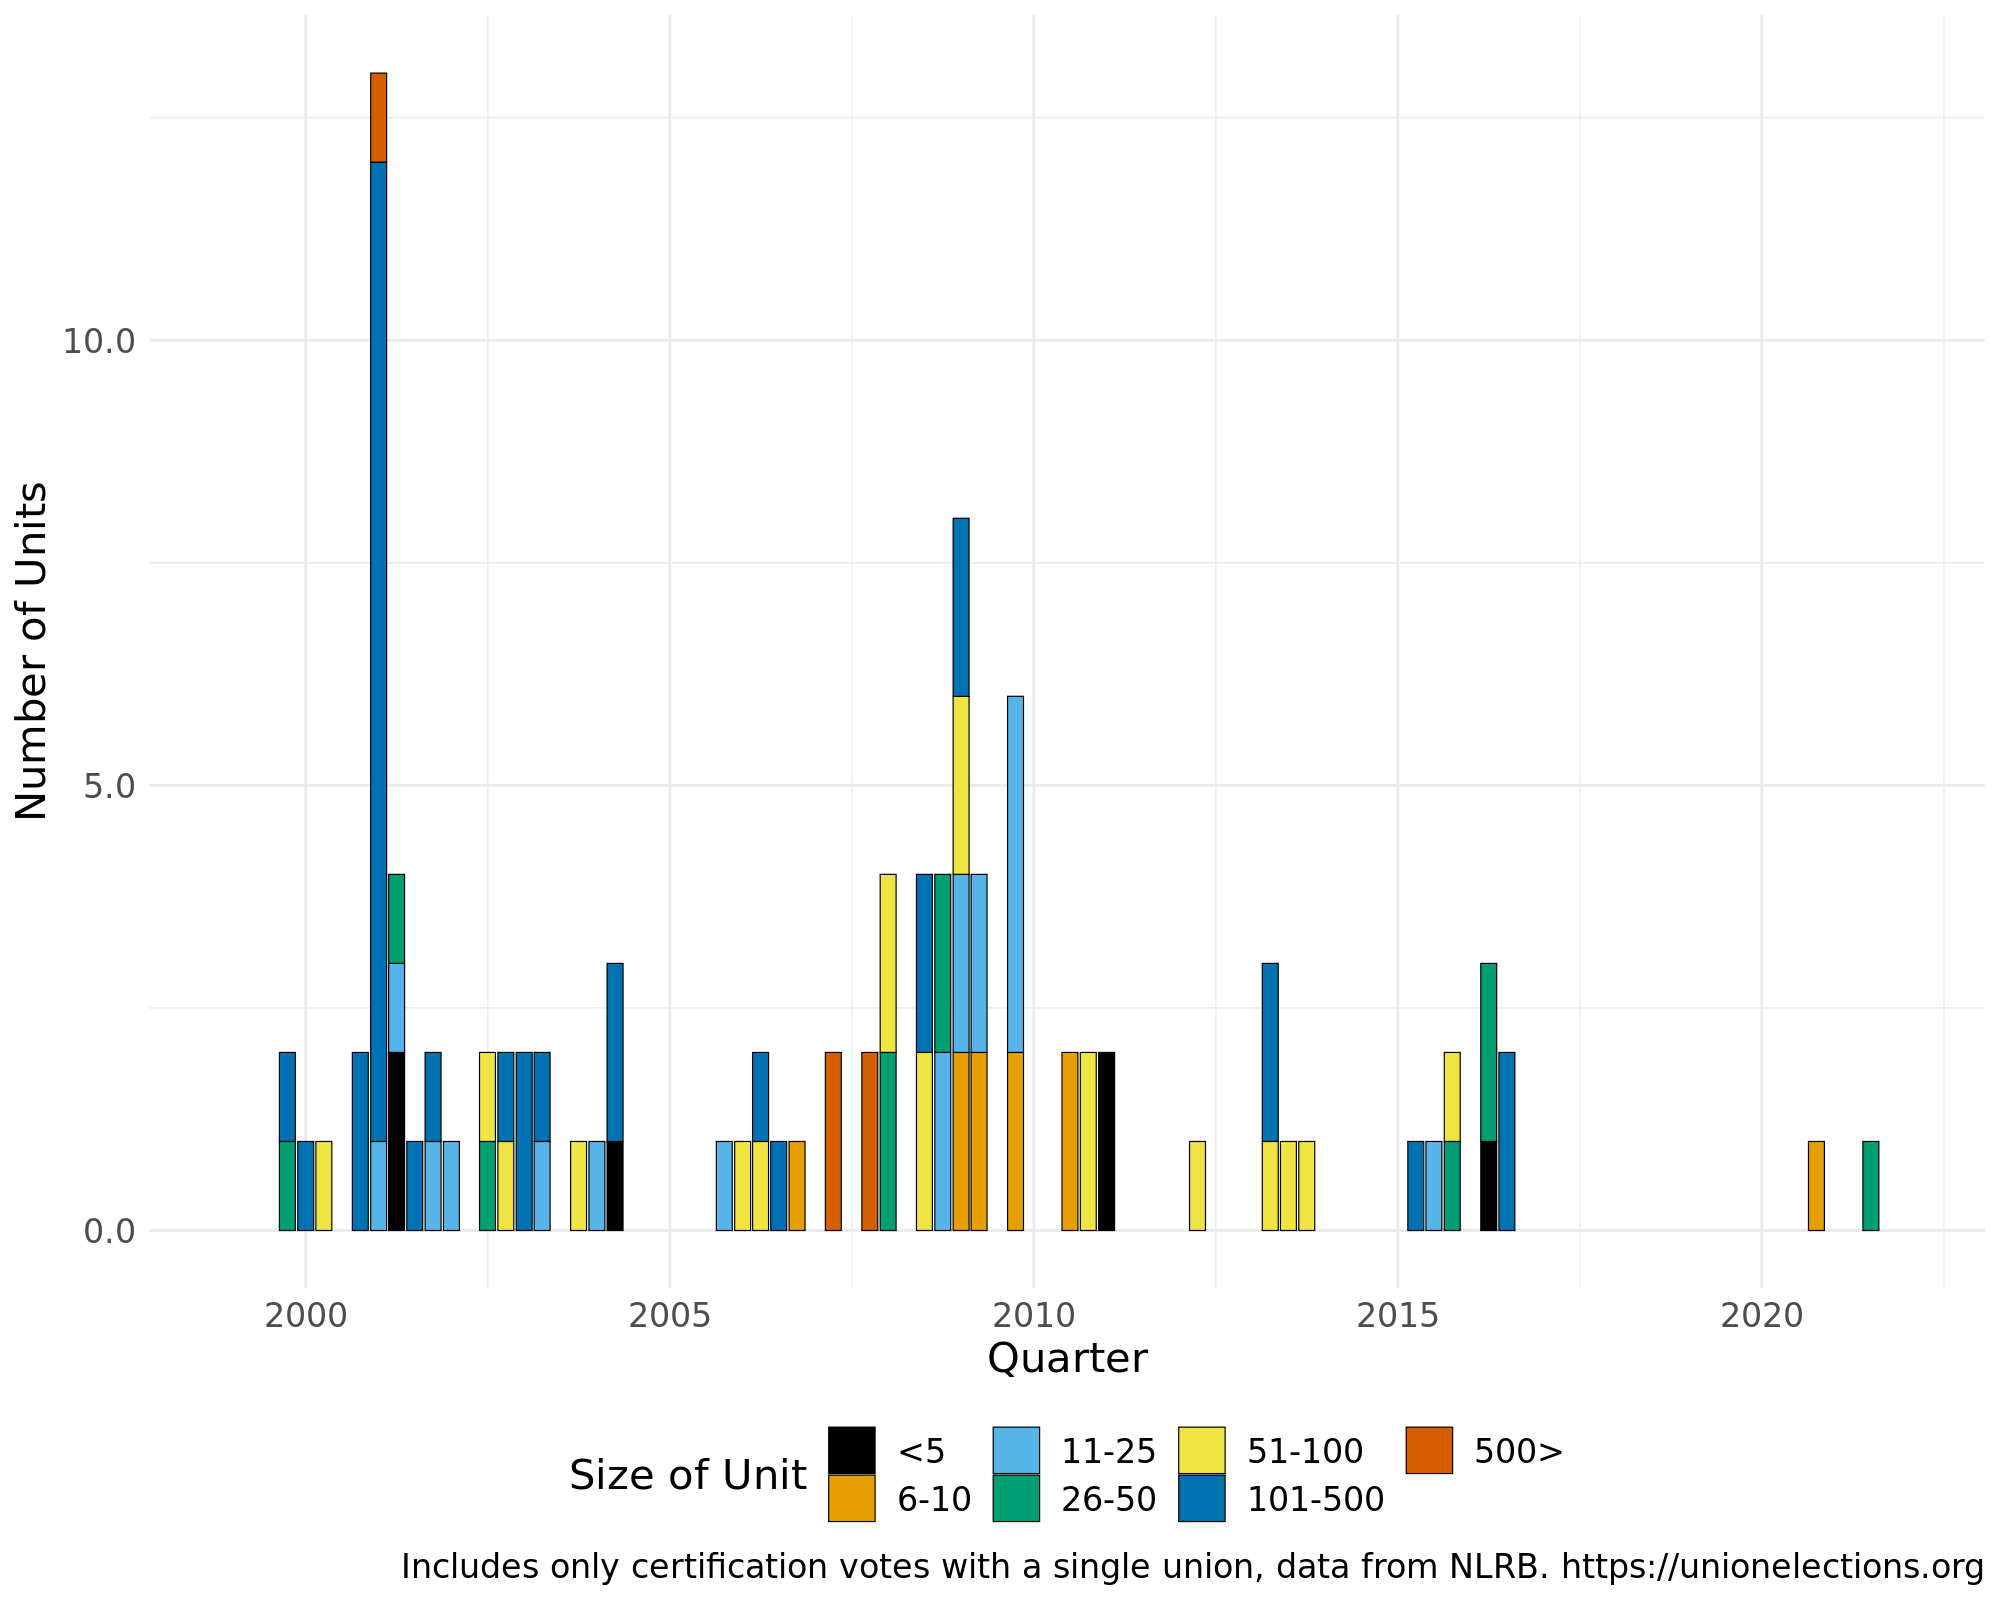 10.0
5.0
0.0
Number of Units
2000 2005 2010 2015 2020
Quarter
Size of Unit
<5 11-25 51-100 500>
6-10 26-50 101-500
Includes only certification votes with a single union, data from NLRB. https://unionelections.org